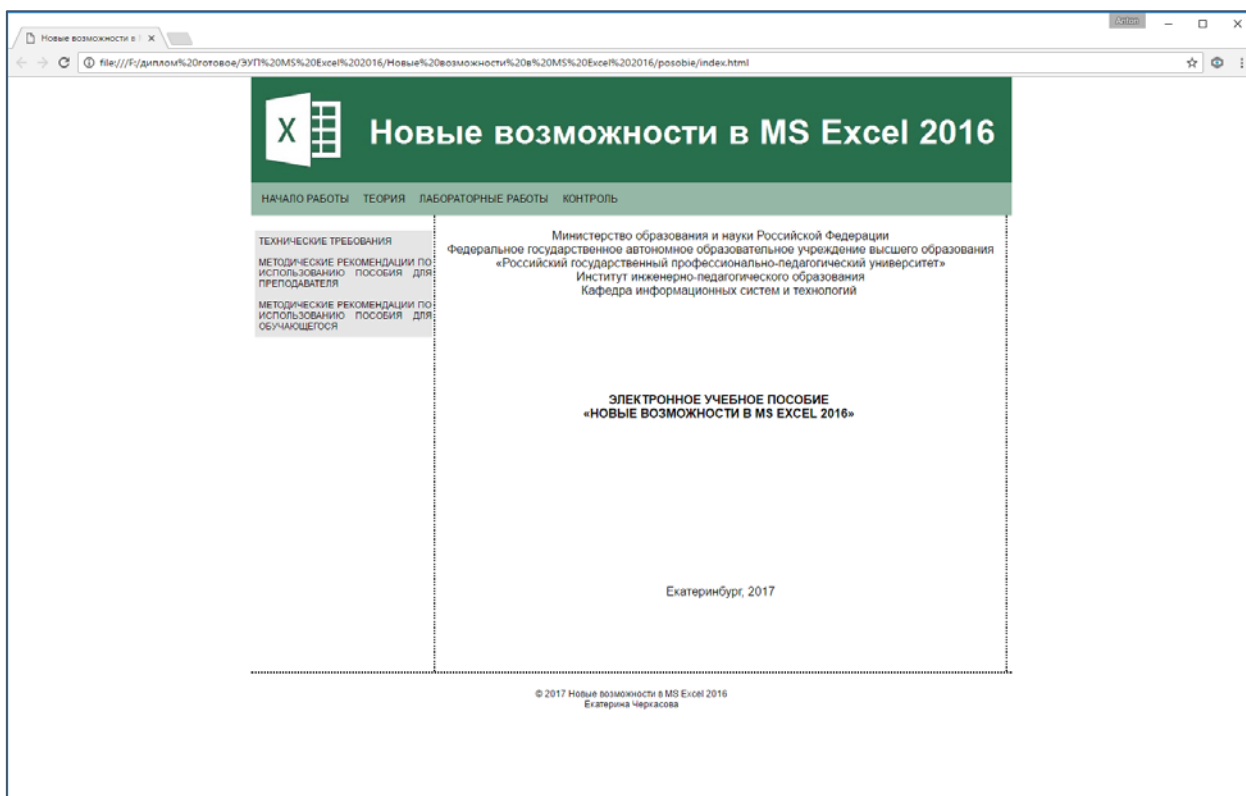 Anton
Новые возможности в
file:///F:/диплом%20готовое/ЭУП%20MS%20Excel%202016/Новые%20возможности%20в%20MS%20Excel%202016/posobie/index.html
X
Новые возможности в MS Excel 2016
НАЧАЛО РАБОТЫ ТЕОРИЯ ЛАБОРАТОРНЫЕ РАБОТЫ КОНТРОЛЬ
ТЕХНИЧЕСКИЕ ТРЕБОВАНИЯ
МЕТОДИЧЕСКИЕ РЕКОМЕНДАЦИИ ПО
ИСПОЛЬЗОВАНИЮ ПОСОБИЯ ДЛЯ
ПРЕПОДАВАТЕЛЯ
МЕТОДИЧЕСКИЕ РЕКОМЕНДАЦИИ ПО
ИСПОЛЬЗОВАНИЮ ПОСОБИЯ ДЛЯ
ОБУЧАЮЩЕГОСЯ
Министерство образования и науки Российской Федерации
Федеральное государственное автономное образовательное учреждение высшего образования
«Российский государственный профессионально-педагогический университет»
Институт инженерно-педагогического образования
Кафедра информационных систем и технологий
ЭЛЕКТРОННОЕ УЧЕБНОЕ ПОСОБИЕ
«НОВЫЕ ВОЗМОЖНОСТИ В MS EXCEL 2016»
Екатеринбург, 2017
© 2017 Новые возможности в MS Excel 2016
Екатерина Черкасова